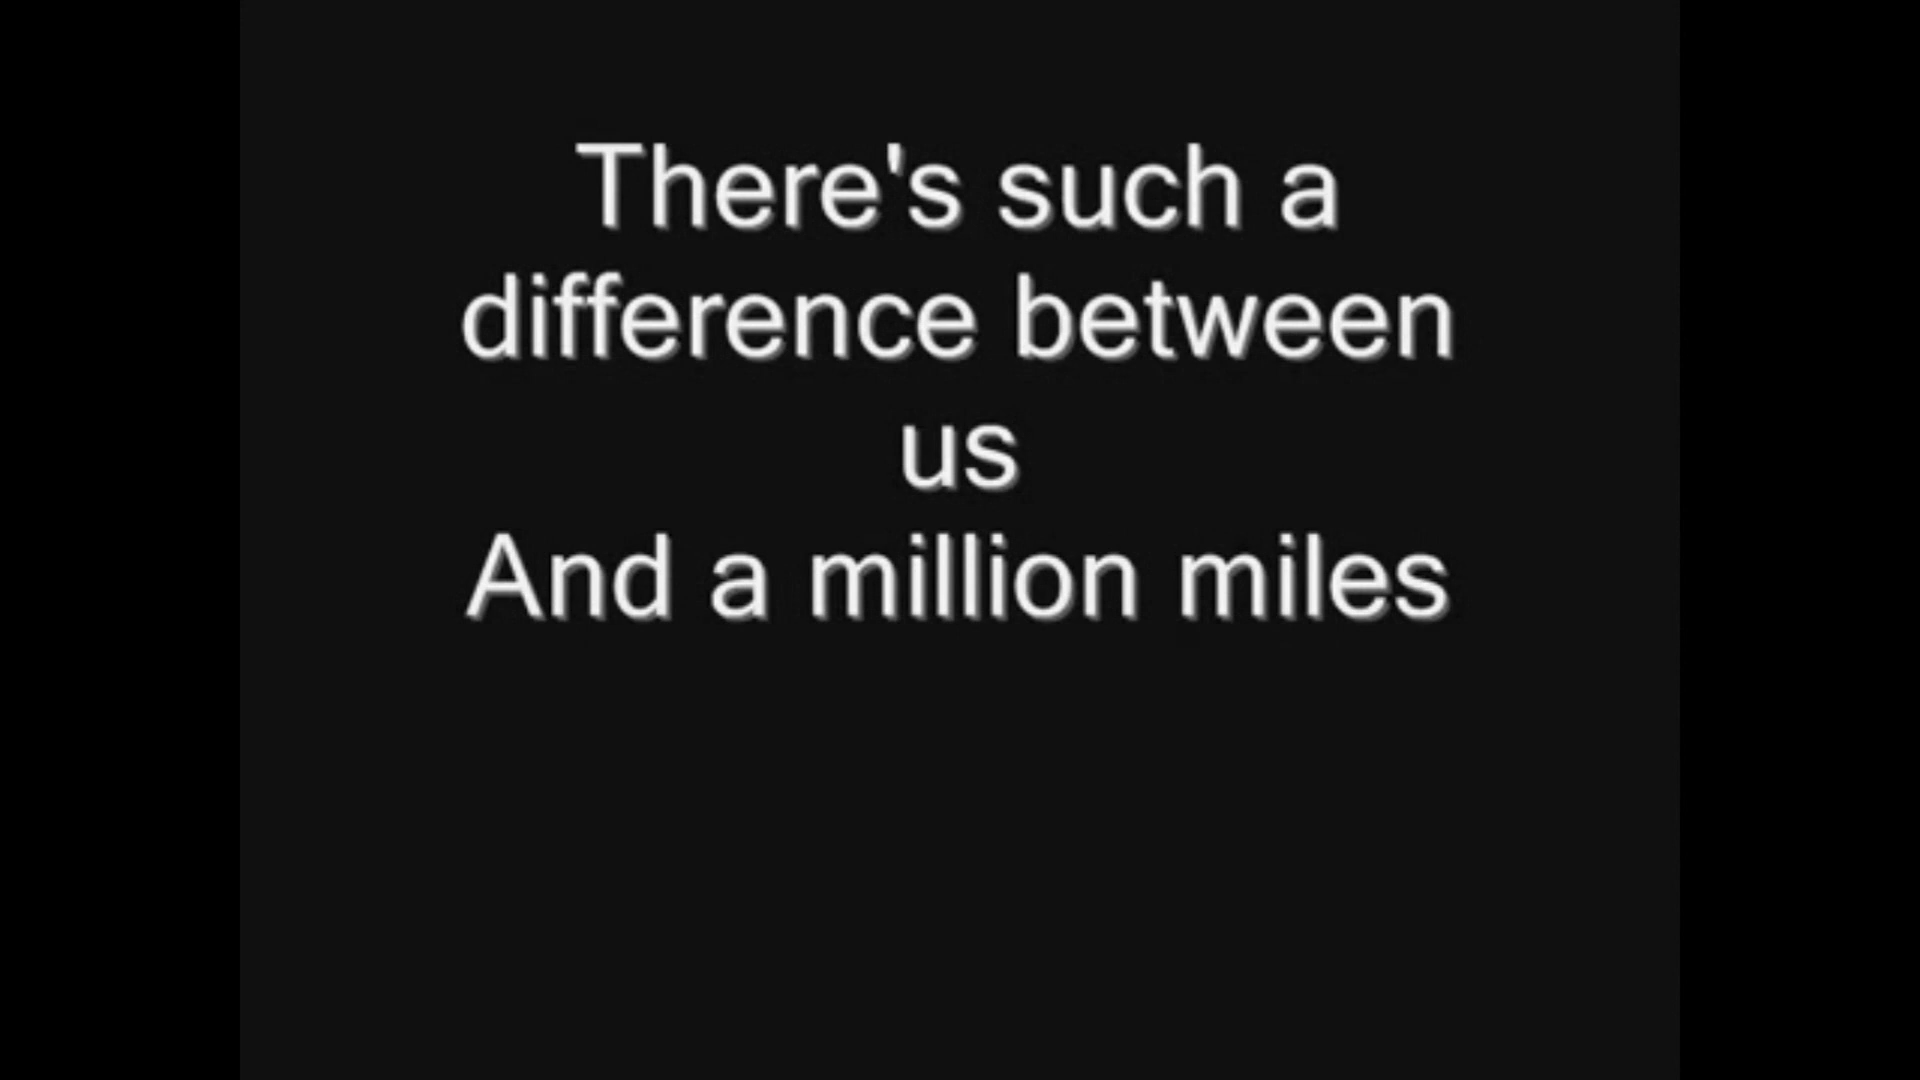 There's such a
difference between
us
And a million miles